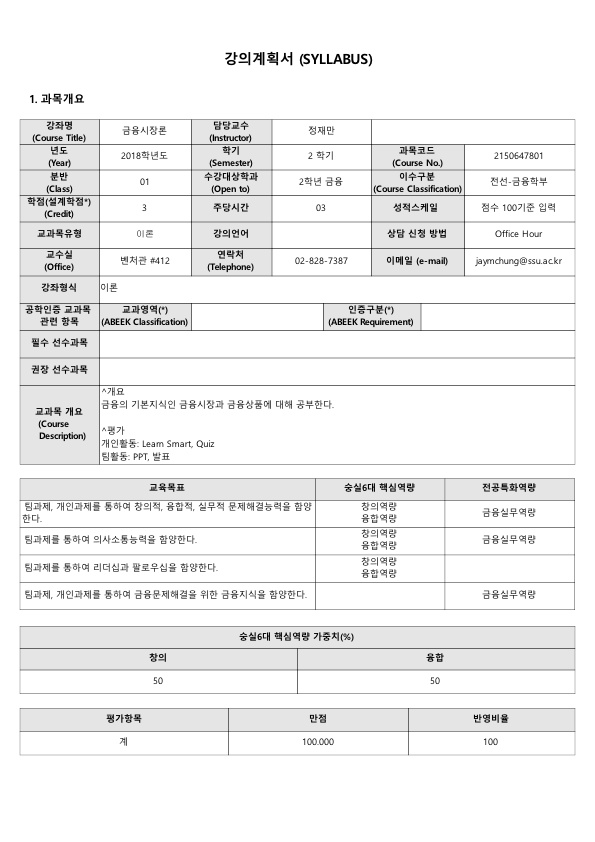 강의계획서 (SYLLABUS)
1. 과목개요
강좌명 금융시장론 담당교수 정재만
(Course Title) (Instructor)
년도 2018학년도 학기 2 학기 과목코드 2150647801
(Year) (Semester) (Course No.)
분반 01 수강대상학과 2학년 금융 이수구분 전선-금융학부
(Class) (Open to) (Course Classification)
학점(설계학점*) 3 주당시간 03 성적스케일 점수 100기준 입력
(Credit)
교과목유형 이론 강의언어 상담 신청 방법 Office Hour
교수실 벤처관 #412 연락처 02-828-7387 이메일 (e-mail) jaymchung@ssu.ac.kr
(Office) (Telephone)
강좌형식 이론
공학인증 교과목 교과영역(*) 인증구분(*)
관련 항목 (ABEEK Classification) (ABEEK Requirement)
필수 선수과목
권장 선수과목
교과목 개요
(Course
Description)
^개요
금융의 기본지식인 금융시장과 금융상품에 대해 공부한다.
^평가
개인활동: Learn Smart, Quiz
팀활동: PPT, 발표
교육목표 숭실6대 핵심역량 전공특화역량
팀과제, 개인과제를 통하여 창의적, 융합적, 실무적 문제해결능력을 함양 창의역량 금융실무역량
한다. 융합역량
팀과제를 통하여 의사소통능력을 함양한다. 창의역량 금융실무역량
융합역량
팀과제를 통하여 리더십과 팔로우십을 함양한다. 창의역량
융합역량
팀과제, 개인과제를 통하여 금융문제해결을 위한 금융지식을 함양한다. 금융실무역량
숭실6대 핵심역량 가중치(%)
창의 융합
50 50
평가항목 만점 반영비율
계 100.000 100